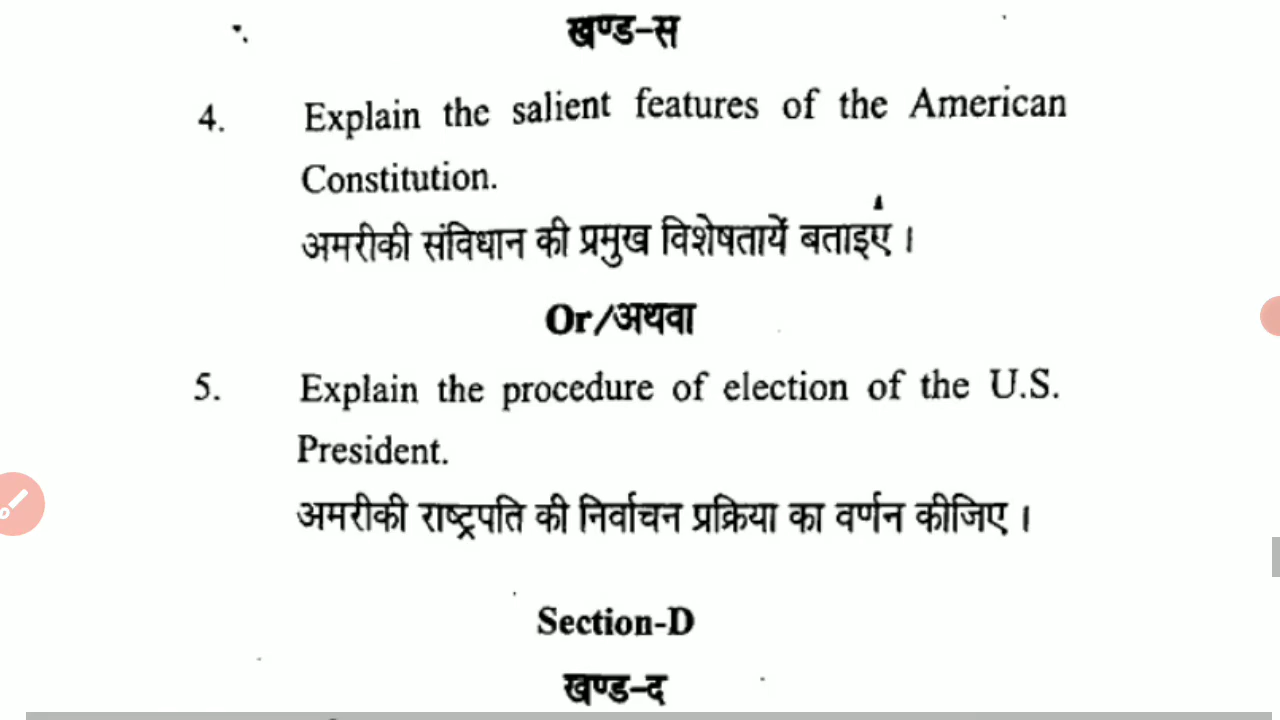 खण्ड-स
4. Explain the salient features of the American
Constitution.
अमरीकी संविधान की प्रमुख विशेषतायें बताइए ।
Or/अथवा
5. Explain the procedure of election of the U.S.
President.
अमरीकी राष्ट्रपति की निर्वाचन प्रक्रिया का वर्णन कीजिए ।
Section-D
खण्ड-द